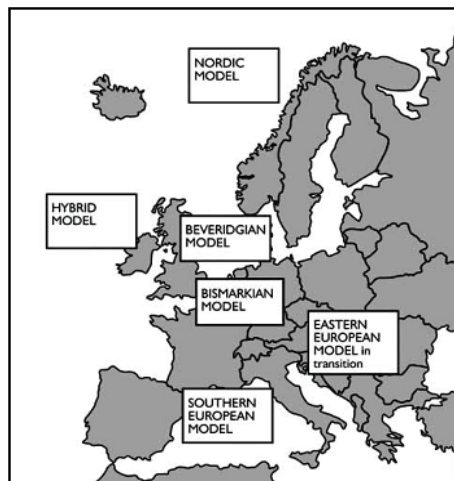 NORDIC
MODEL
HYBRID
MODEL
BEVERIDGIAN
MODEL
BISMARKIAN
MODEL
EASTERN
EUROPEAN
MODEL in
transition
SOUTHERN
EUROPEAN
MODEL